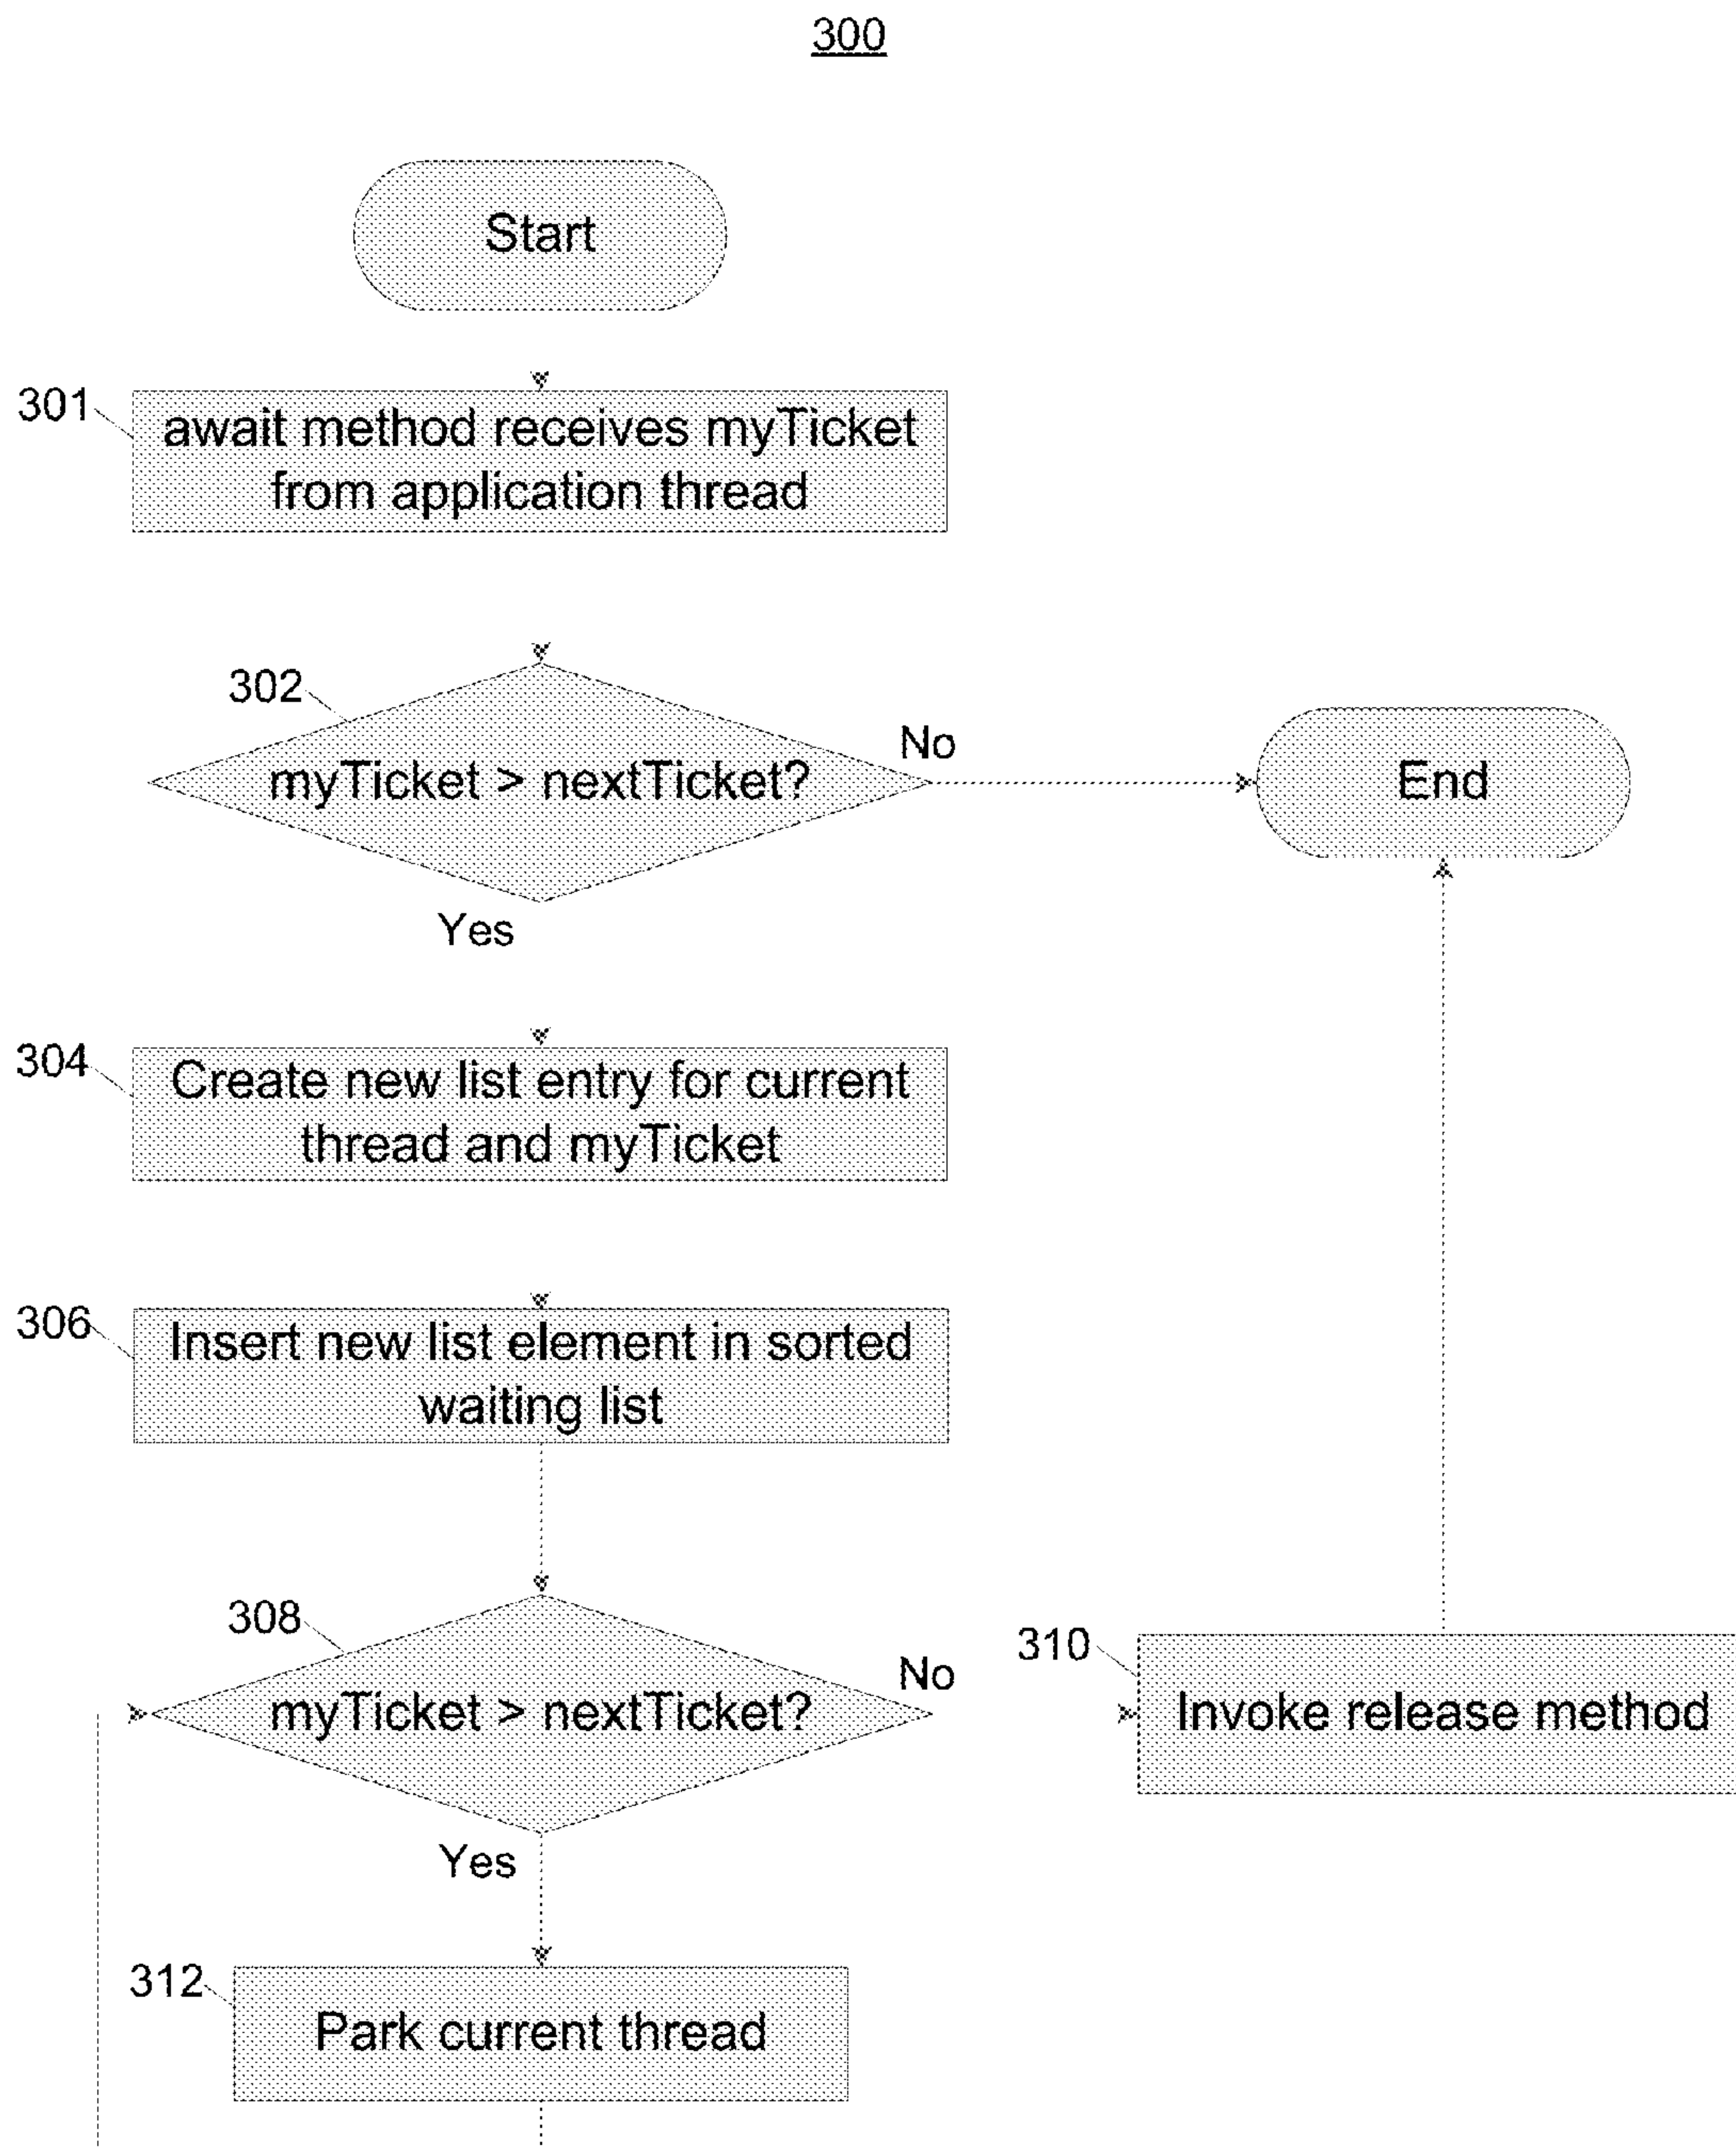 300
Start
301
await method receives myTicket
from application thread
302
myTicket > nextTicket?
No
End
Yes
304
Create new list entry for current
thread and myTicket
306
Insert new list element in sorted
waiting list
308
myTicket > nextTicket?
No
310
Invoke release method
Yes
312
Park current thread